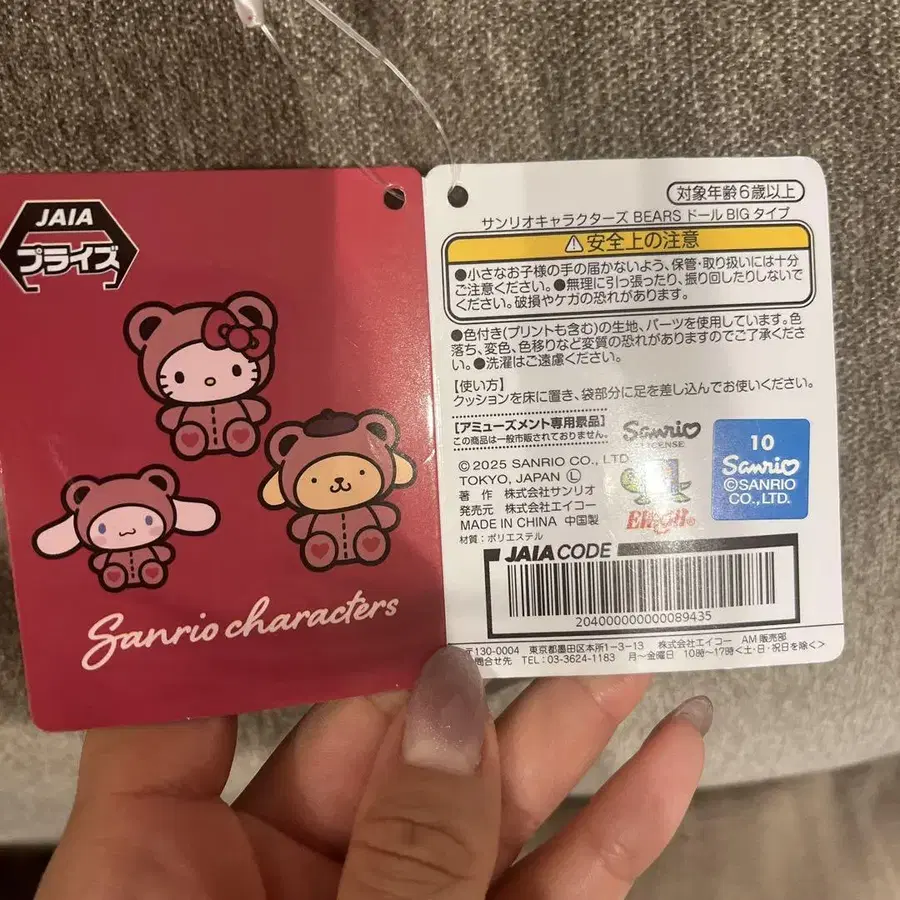 JAIA
プライズ
Sanrio characters
対象年齢6歳以上
サンリオキャラクターズ BEARS ドール BIG タイプ
⚠安全上の注意
●小さなお子様の手の届かないよう、保管・取り扱いには十分
ご注意ください。●無理に引っ張ったり、振り回したりしないで
ください。破損やケガの恐れがあります。
●色付き(プリントも含む)の生地、パーツを使用しています。色
落ち、変色、色移りなど変質の恐れがありますのでご了承くださ
い。●洗濯はご遠慮ください。
【使い方】
クッションを床に置き、袋部分に足を差し込んでお使いください。
【アミューズメント専用景品】
この商品は一般市販されておりません。
Sanrio
LICENSE
10
Sanrio
©SANRIO
CO.,LTD.
© 2025 SANRIO CO., LTD.
TOKYO, JAPAN Ⓛ
著 作 株式会社サンリオ
発売元 株式会社エイコー
MADE IN CHINA 中国製
材質:ポリエステル
JAIA CODE
204000000000089435
〒130-0004 東京都墨田区本所1-3-13 株式会社エイコー AM販売部
問合せ先 TEL:03-3624-1183 月~金曜日 10時~17時<土・日・祝日を除く>